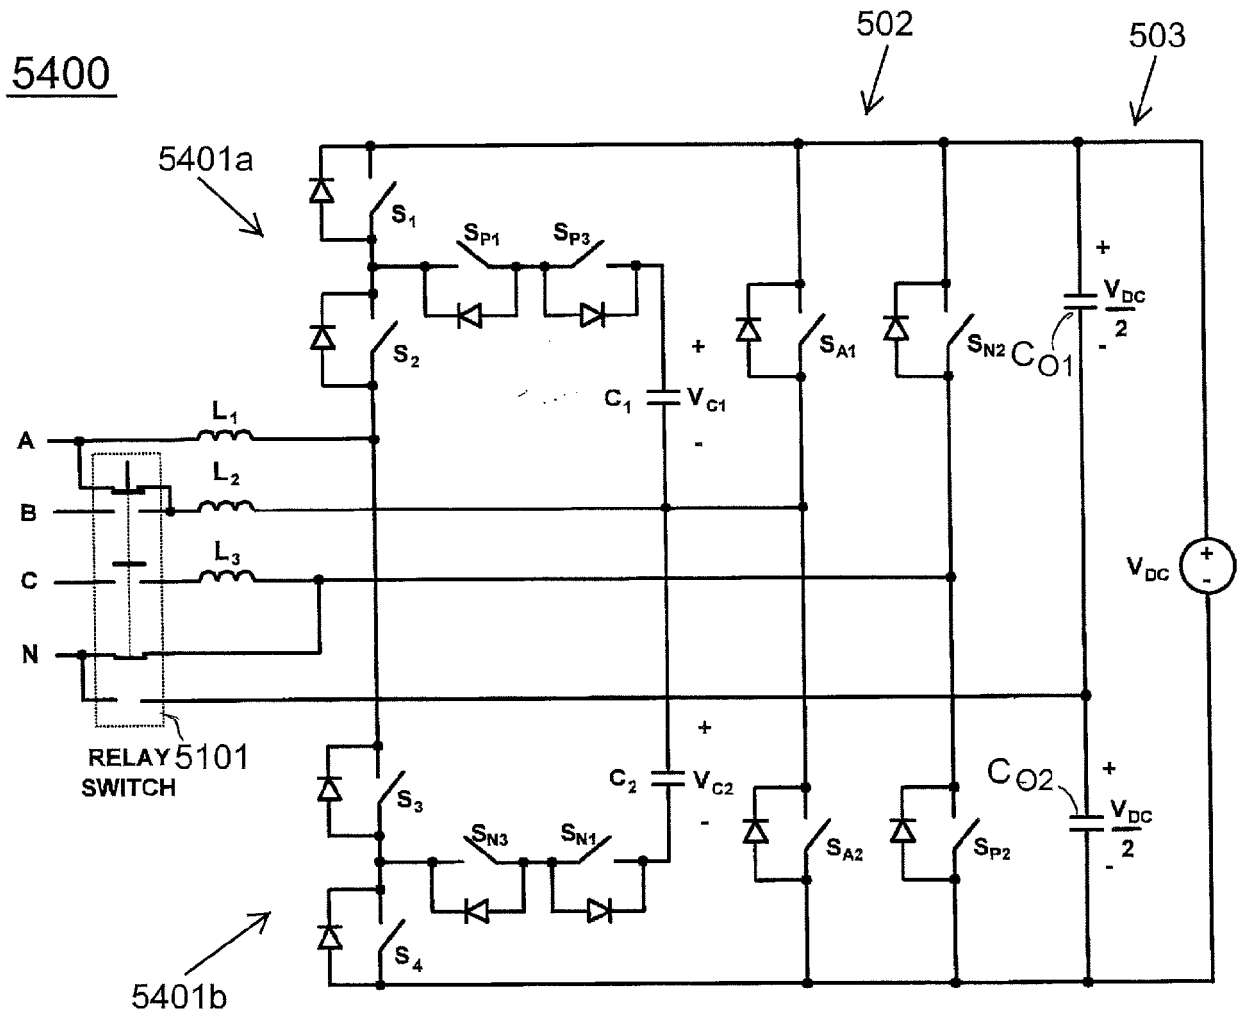 502
503
5400
5401a
S1
SP1
SP3
S2
SA1
SN2
+
VDC
2
-
CO1
+
C1
VC1
-
A
L1
L2
B
L3
C
+
-
VDC
N
RELAY 5101
SWITCH
+
C2
VC2
-
CO2
+
VDC
2
-
S3
SN3
SN1
SA2
SP2
S4
5401b